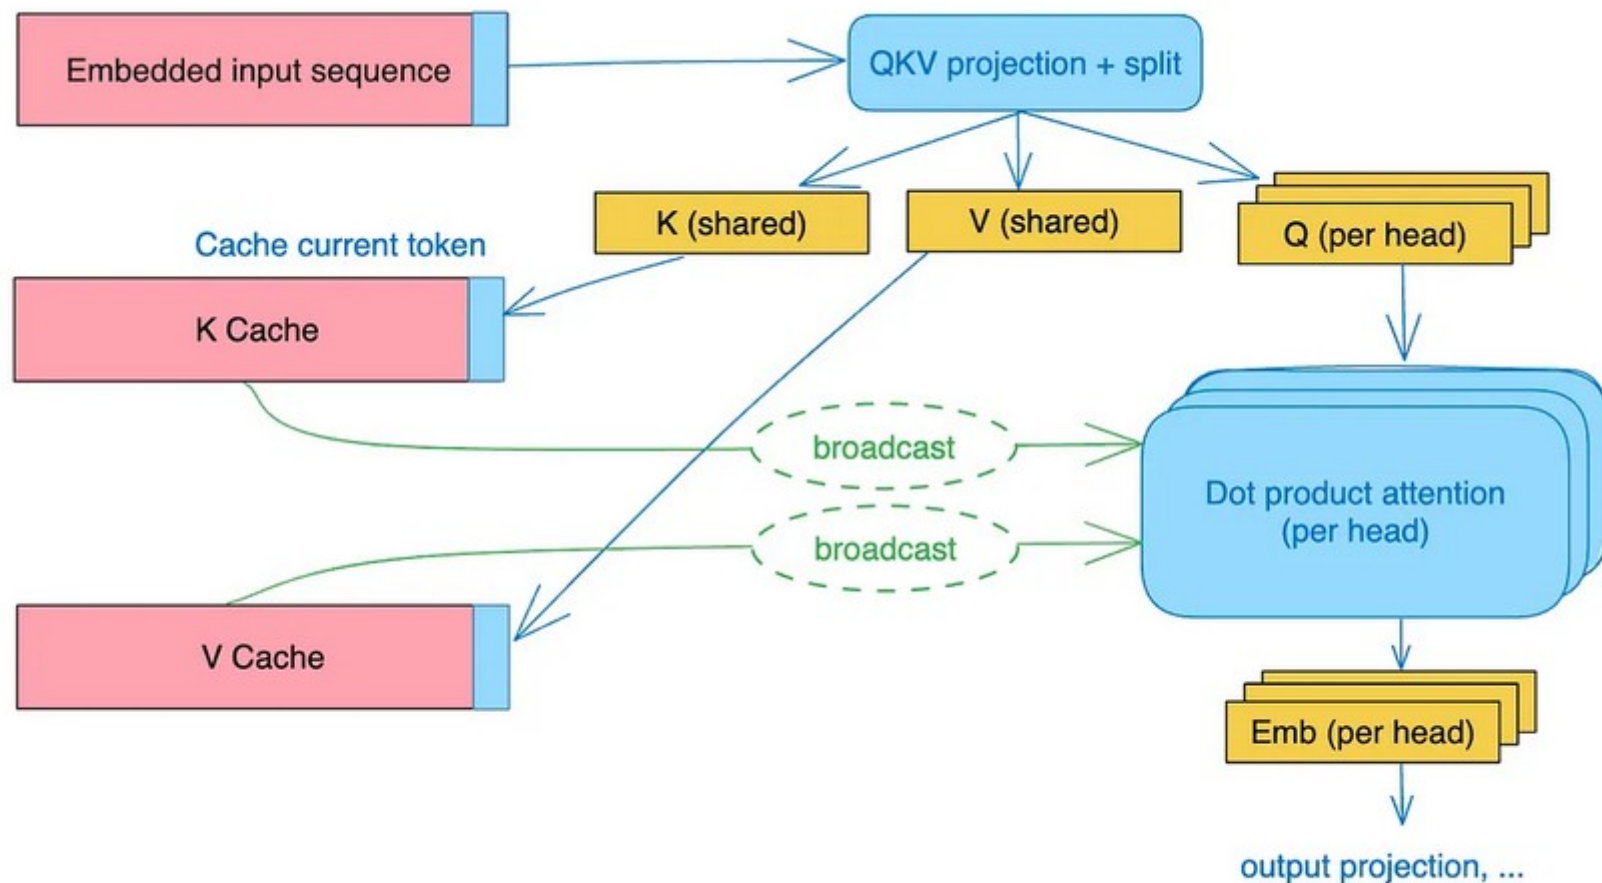 Embedded input sequence
QKV projection + split
K (shared)
V (shared)
Q (per head)
Cache current token
K Cache
broadcast
Dot product attention
(per head)
broadcast
V Cache
Emb (per head)
output projection, ...